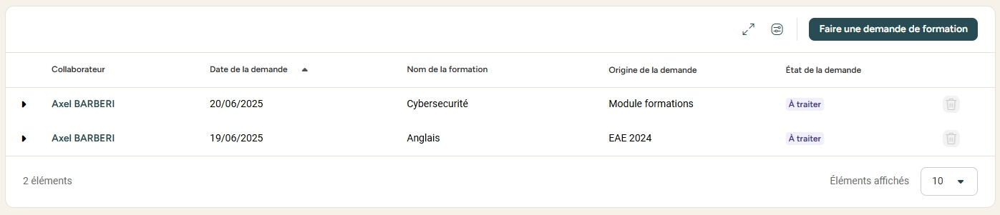 Faire une demande de formation
Collaborateur Date de la demande Nom de la formation Origine de la demande État de la demande
Axel BARBERI 20/06/2025 Cybersecurité Module formations À traiter
Axel BARBERI 19/06/2025 Anglais EAE 2024 À traiter
2 éléments Éléments affichés 10